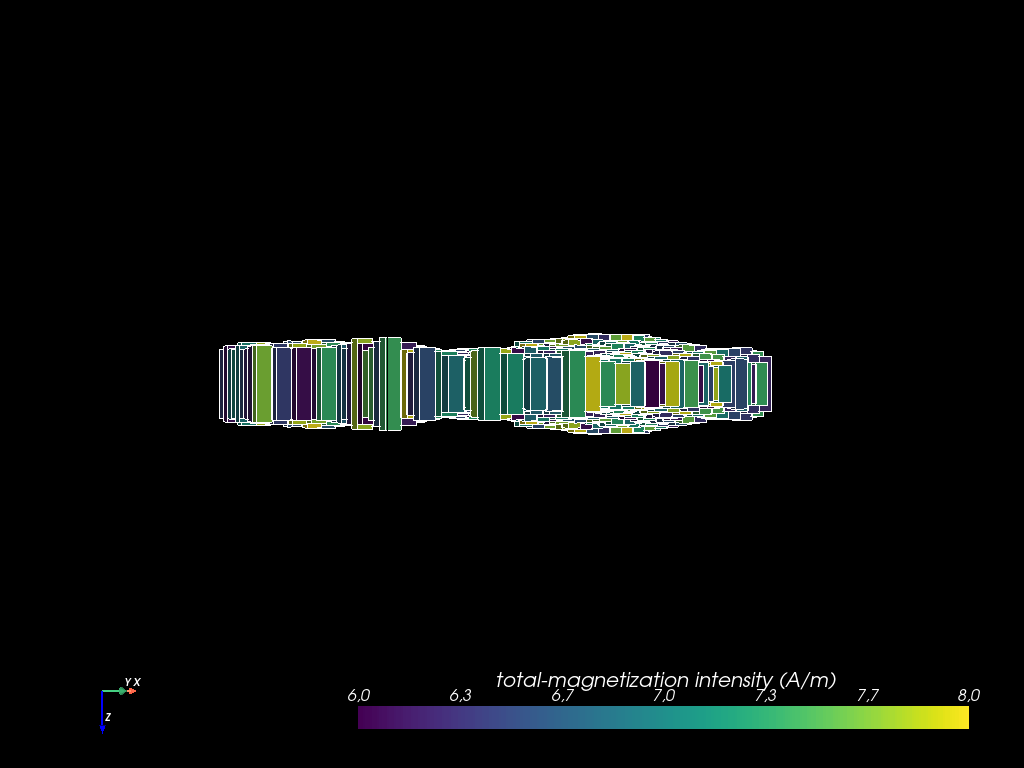 total-magnetization intensity (A/m)
6,0 6,3 6,7 7,0 7,3 7,7 8,0
Y X
Z